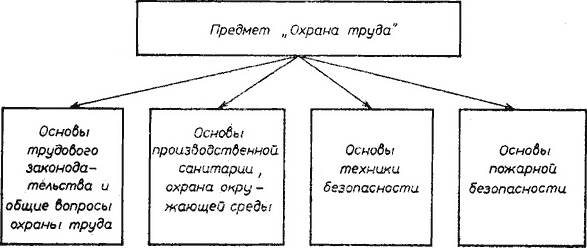 Предмет „Охрана труда"
Основы
трудового
законода-
тельства и
общие вопросы
охраны труда
Основы
производственной
санитарии,
охрана окру-
жающей среды
Основы
техники
безопасности
Основы
пожарной
безопасности